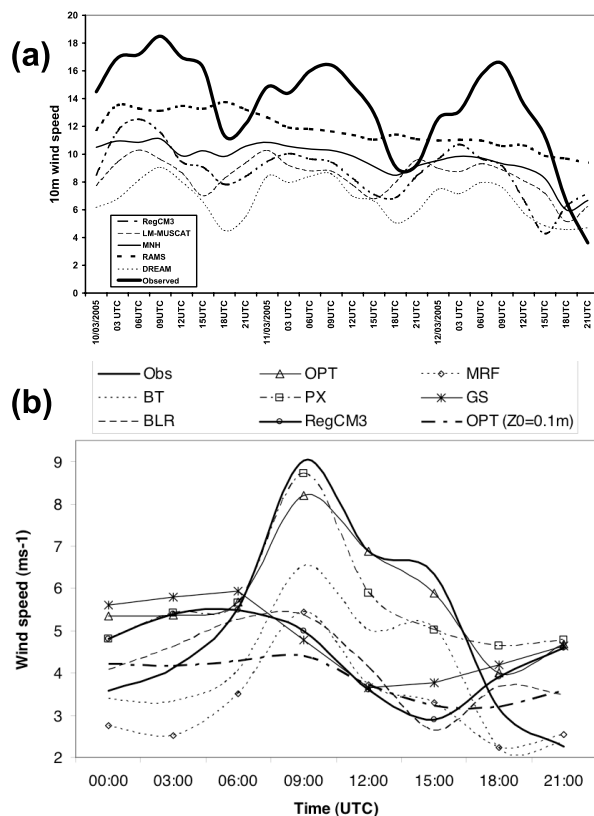 (a)
10m wind speed
20
18
16
14
12
10
8
6
4
2
0
RegCM3
LM-MUSCAT
MNH
RAMS
DREAM
Observed
10/03/2005
03 UTC
06UTC
09UTC
12UTC
15UTC
18UTC
21UTC
11/03/2005
03 UTC
06UTC
09UTC
12UTC
15UTC
18UTC
21UTC
12/03/2005
03 UTC
06UTC
09UTC
12UTC
15UTC
18UTC
21UTC
(b)
Obs OPT MRF
BT PX GS
BLR RegCM3 OPT (Z0=0.1m)
Wind speed (ms-1)
9
8
7
6
5
4
3
2
00:00 03:00 06:00 09:00 12:00 15:00 18:00 21:00
Time (UTC)